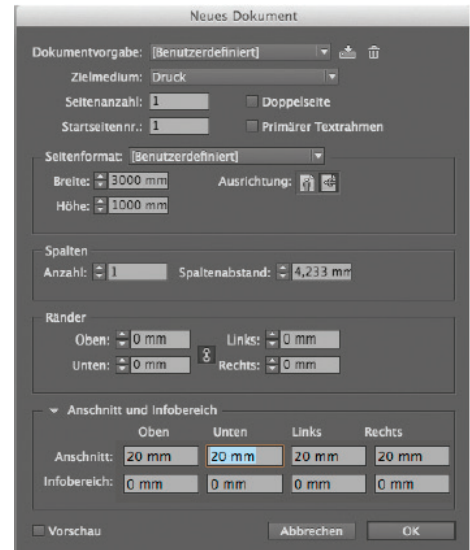 Neues Dokument
Dokumentvorgabe: [Benutzerdefiniert]
Zielmedium: Druck
Seitenanzahl: 1 Doppelseite
Startseitennr.: 1 Primärer Textrahmen
Seitenformat: [Benutzerdefiniert]
Breite: 3000 mm Ausrichtung:
Höhe: 1000 mm
Spalten
Anzahl: 1 Spaltenabstand: 4,233 mm
Ränder
Oben: 0 mm Links: 0 mm
Unten: 0 mm Rechts: 0 mm
Anschnitt und Infobereich
Oben Unten Links Rechts
Anschnitt: 20 mm 20 mm 20 mm 20 mm
Infobereich: 0 mm 0 mm 0 mm 0 mm
Vorschau Abbrechen OK